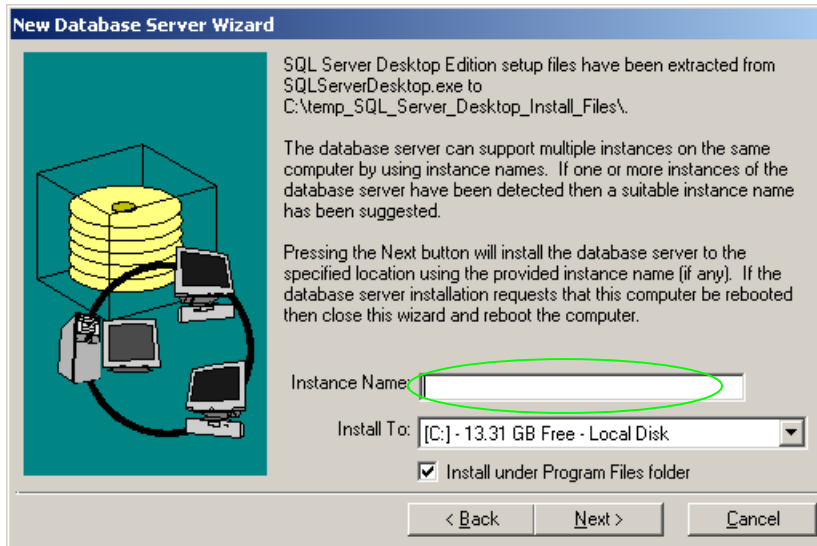 New Database Server Wizard
SQL Server Desktop Edition setup files have been extracted from
SQLServerDesktop.exe to
C:\temp_SQL_Server_Desktop_Install_Files\.
The database server can support multiple instances on the same
computer by using instance names. If one or more instances of the
database server have been detected then a suitable instance name
has been suggested.
Pressing the Next button will install the database server to the
specified location using the provided instance name (if any). If the
database server installation requests that this computer be rebooted
then close this wizard and reboot the computer.
Instance Name:
Install To: [C:] - 13.31 GB Free - Local Disk
Install under Program Files folder
< Back Next > Cancel